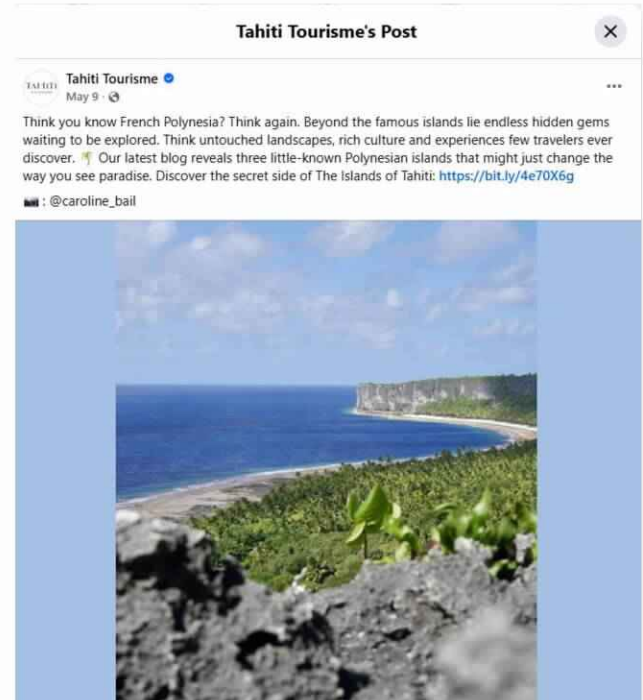 Tahiti Tourisme's Post
TAHITI
Tahiti Tourisme
May 9
Think you know French Polynesia? Think again. Beyond the famous islands lie endless hidden gems
waiting to be explored. Think untouched landscapes, rich culture and experiences few travelers ever
discover. 🌴 Our latest blog reveals three little-known Polynesian islands that might just change the
way you see paradise. Discover the secret side of The Islands of Tahiti: https://bit.ly/4e70X6g
📷 : @caroline_bail